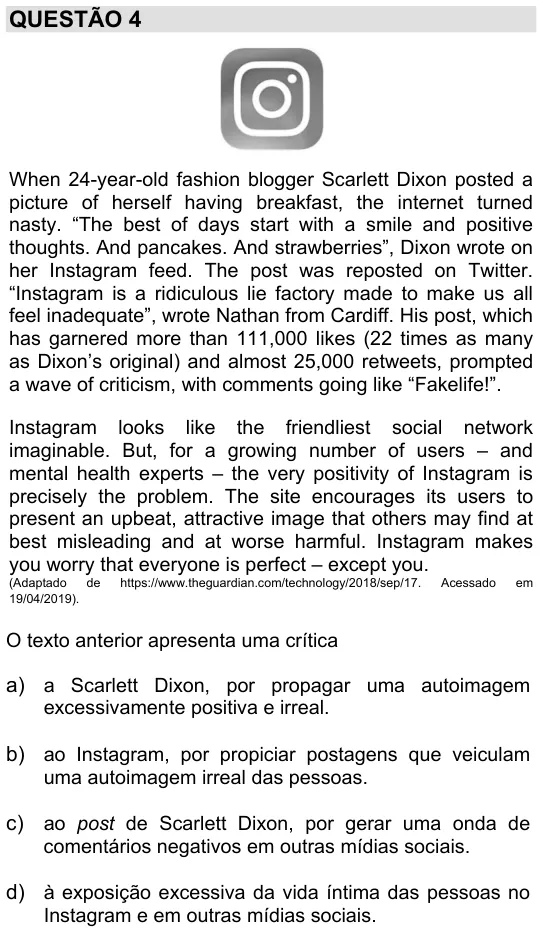 QUESTÃO 4
When 24-year-old fashion blogger Scarlett Dixon posted a
picture of herself having breakfast, the internet turned
nasty. “The best of days start with a smile and positive
thoughts. And pancakes. And strawberries”, Dixon wrote on
her Instagram feed. The post was reposted on Twitter.
“Instagram is a ridiculous lie factory made to make us all
feel inadequate”, wrote Nathan from Cardiff. His post, which
has garnered more than 111,000 likes (22 times as many
as Dixon’s original) and almost 25,000 retweets, prompted
a wave of criticism, with comments going like “Fakelife!”.
Instagram looks like the friendliest social network
imaginable. But, for a growing number of users – and
mental health experts – the very positivity of Instagram is
precisely the problem. The site encourages its users to
present an upbeat, attractive image that others may find at
best misleading and at worse harmful. Instagram makes
you worry that everyone is perfect – except you.
(Adaptado de https://www.theguardian.com/technology/2018/sep/17. Acessado em
19/04/2019).
O texto anterior apresenta uma crítica
a) a Scarlett Dixon, por propagar uma autoimagem
excessivamente positiva e irreal.
b) ao Instagram, por propiciar postagens que veiculam
uma autoimagem irreal das pessoas.
c) ao post de Scarlett Dixon, por gerar uma onda de
comentários negativos em outras mídias sociais.
d) à exposição excessiva da vida íntima das pessoas no
Instagram e em outras mídias sociais.